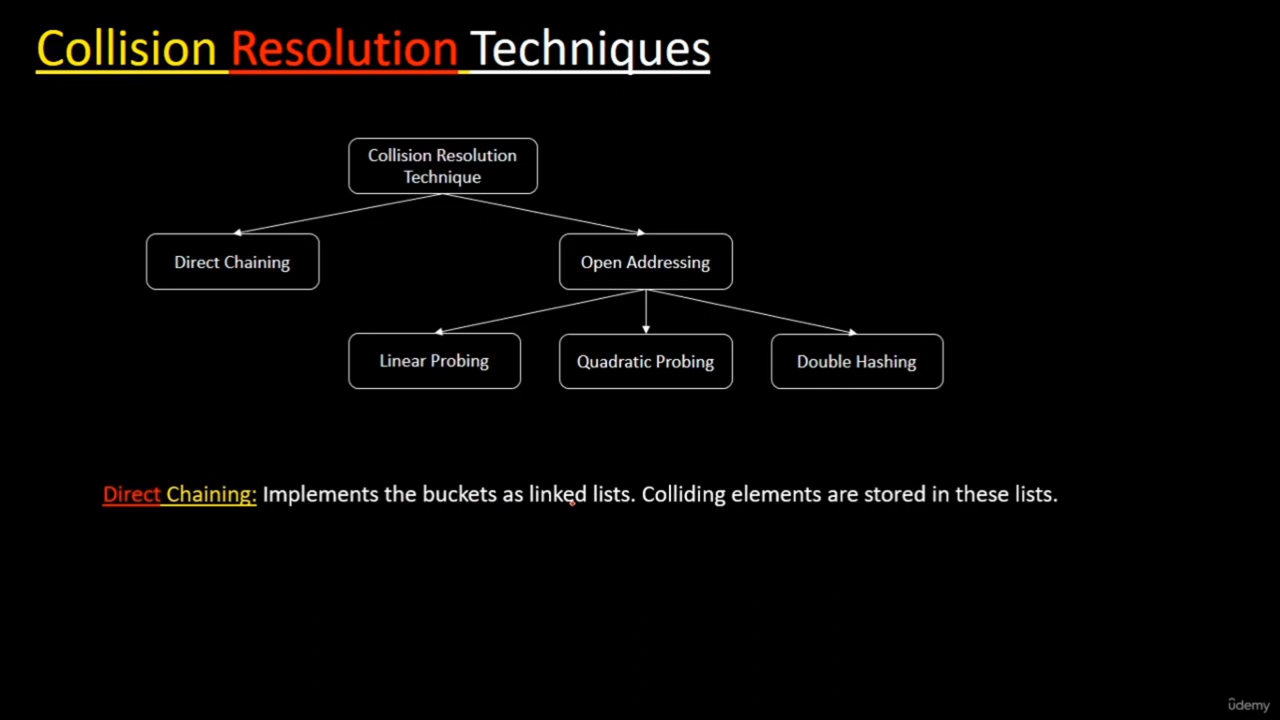 Collision Resolution Techniques
Collision Resolution
Technique
Direct Chaining
Open Addressing
Linear Probing
Quadratic Probing
Double Hashing
Direct Chaining: Implements the buckets as linked lists. Colliding elements are stored in these lists.
ûdemy